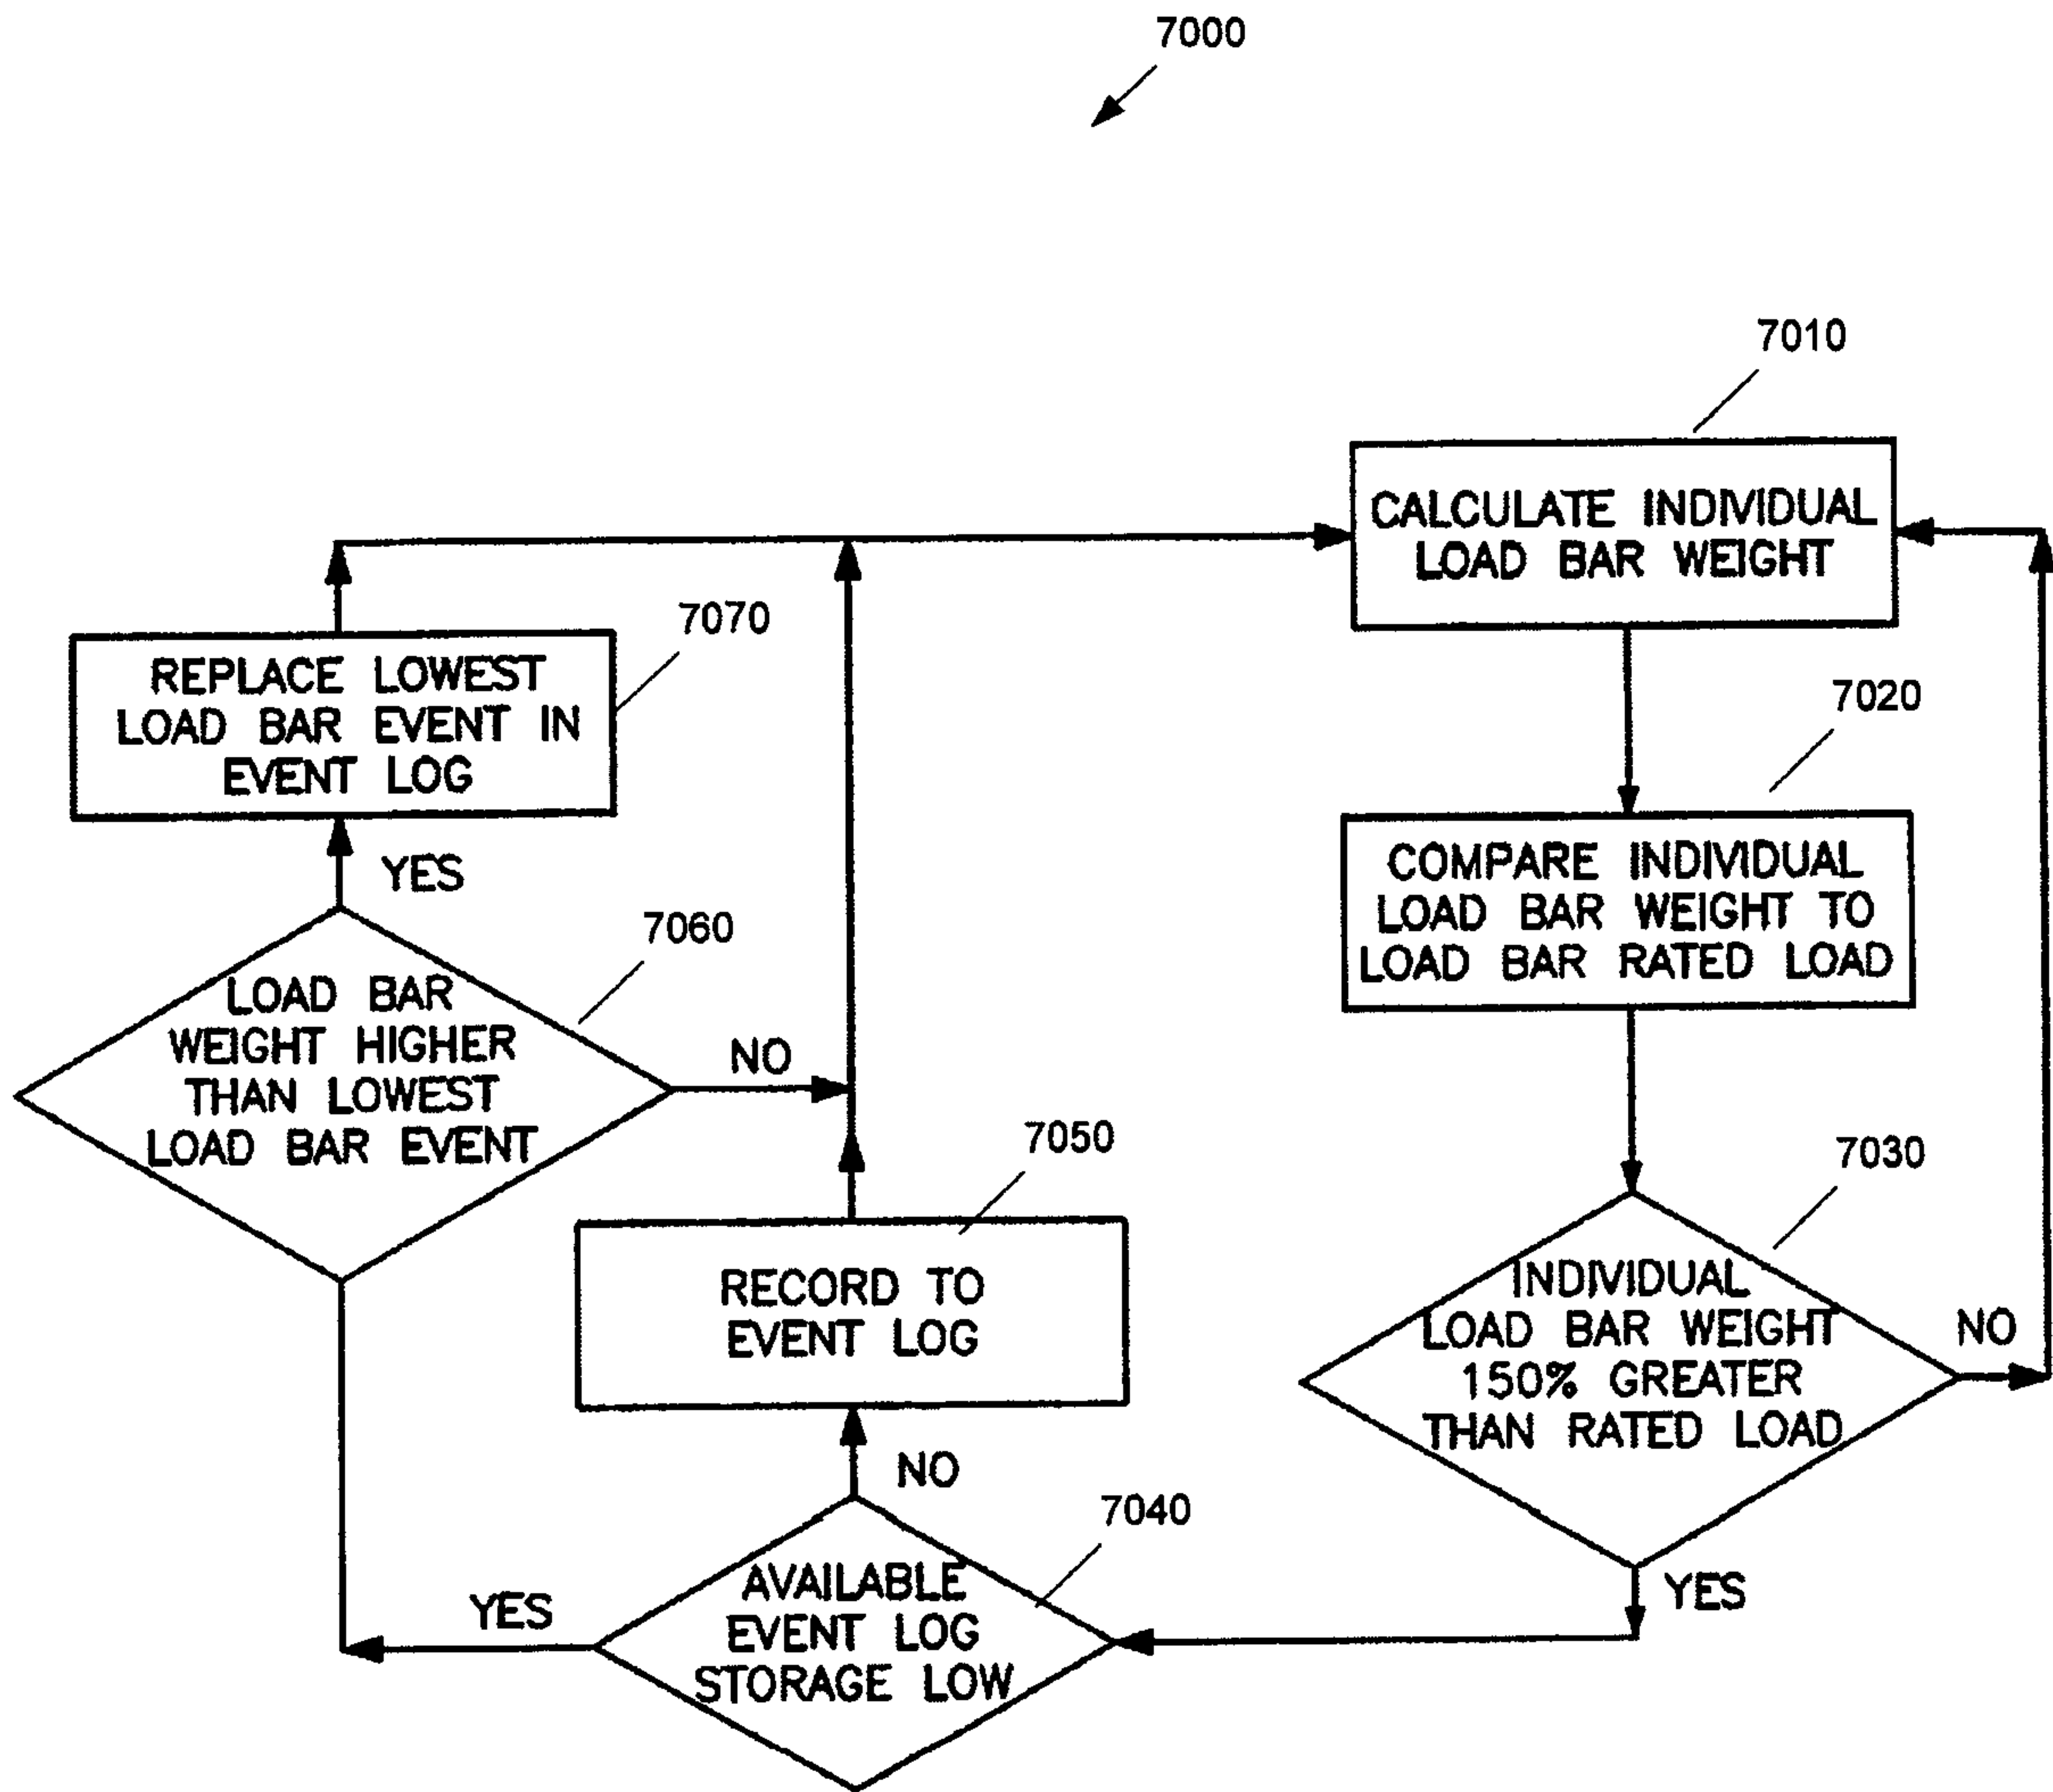 7000
7010
CALCULATE INDIVIDUAL
LOAD BAR WEIGHT
7070
REPLACE LOWEST
LOAD BAR EVENT IN
EVENT LOG
7020
COMPARE INDIVIDUAL
LOAD BAR WEIGHT TO
LOAD BAR RATED LOAD
YES
7060
LOAD BAR
WEIGHT HIGHER
THAN LOWEST
LOAD BAR EVENT
NO
7050
RECORD TO
EVENT LOG
7030
INDIVIDUAL
LOAD BAR WEIGHT
150% GREATER
THAN RATED LOAD
NO
NO
7040
AVAILABLE
EVENT LOG
STORAGE LOW
YES
YES